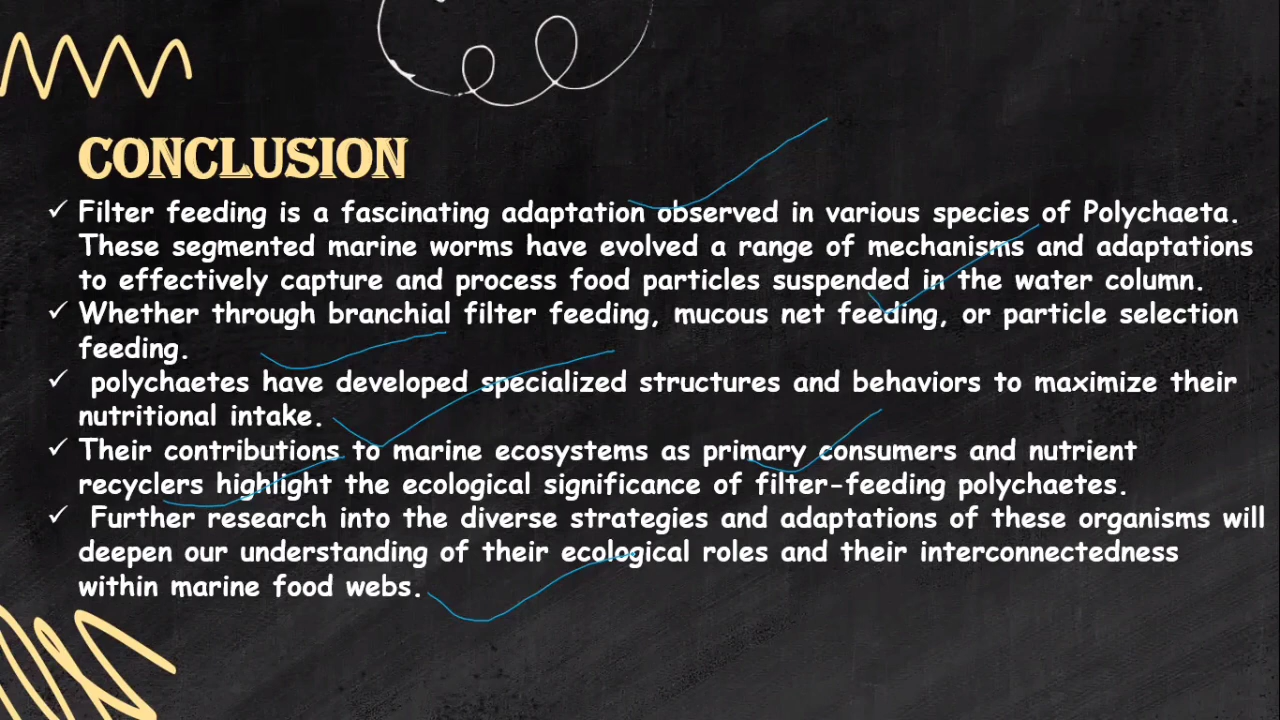 CONCLUSION
✓ Filter feeding is a fascinating adaptation observed in various species of Polychaeta.
These segmented marine worms have evolved a range of mechanisms and adaptations
to effectively capture and process food particles suspended in the water column.
✓ Whether through branchial filter feeding, mucous net feeding, or particle selection
feeding.
✓ polychaetes have developed specialized structures and behaviors to maximize their
nutritional intake.
✓ Their contributions to marine ecosystems as primary consumers and nutrient
recyclers highlight the ecological significance of filter-feeding polychaetes.
✓ Further research into the diverse strategies and adaptations of these organisms will
deepen our understanding of their ecological roles and their interconnectedness
within marine food webs.